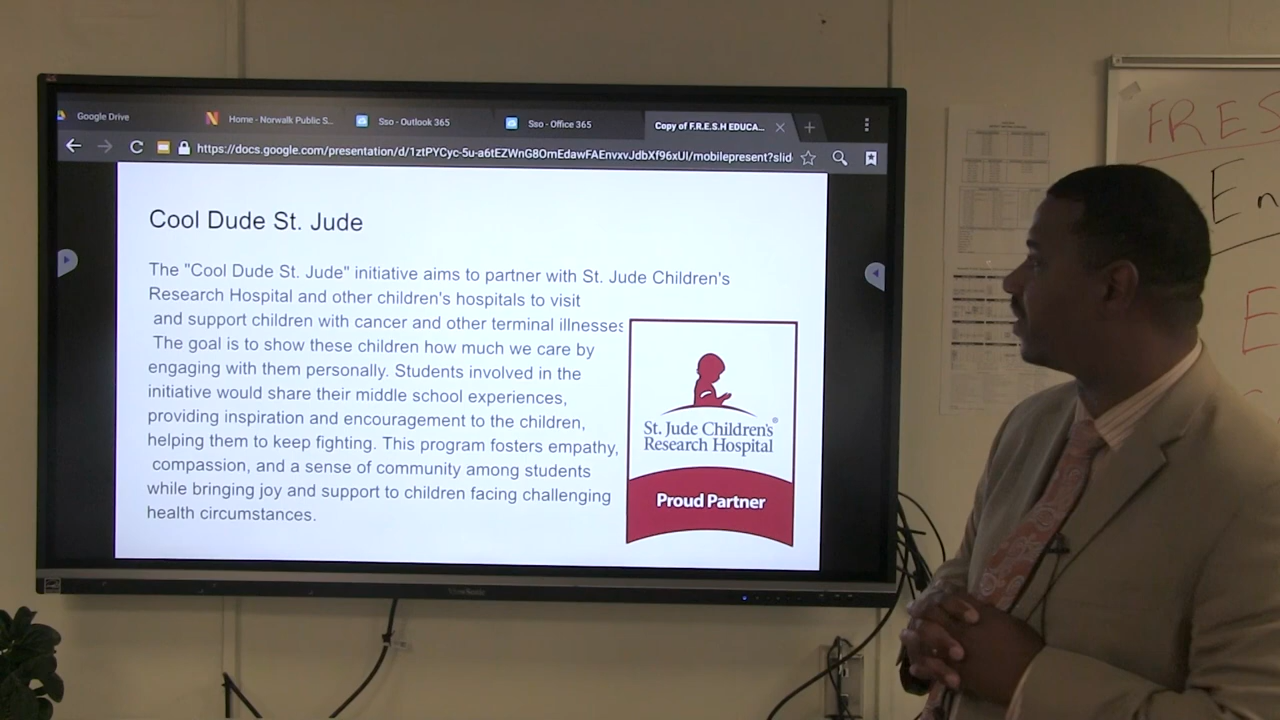 Google Drive
Home - Norwalk Public S...
Sso - Outlook 365
Sso - Office 365
Copy of F.R.E.S.H EDUCA...
https://docs.google.com/presentation/d/1ztPYCyc-5u-a6tEZWnG8OmEdawFAEnvxvJdbXf96xUI/mobilepresent?slid
Cool Dude St. Jude
The "Cool Dude St. Jude" initiative aims to partner with St. Jude Children's
Research Hospital and other children's hospitals to visit
and support children with cancer and other terminal illnesses
The goal is to show these children how much we care by
engaging with them personally. Students involved in the
initiative would share their middle school experiences,
providing inspiration and encouragement to the children,
helping them to keep fighting. This program fosters empathy,
compassion, and a sense of community among students
while bringing joy and support to children facing challenging
health circumstances.
St. Jude Children's®
Research Hospital
Proud Partner
ViewSonic
FRES
En
E